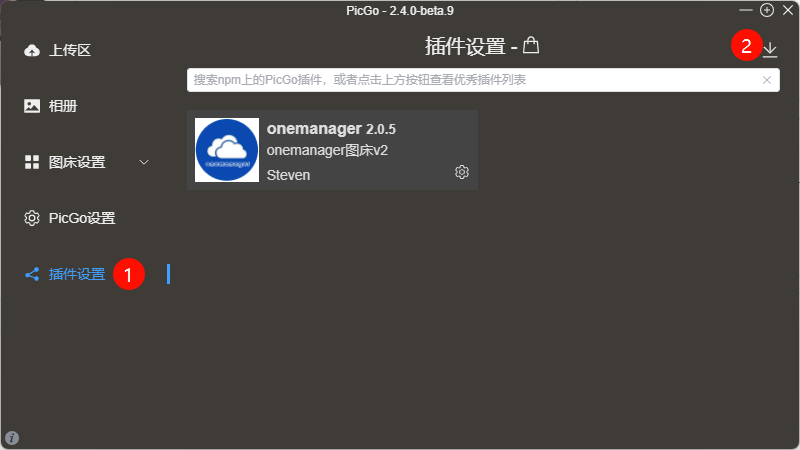 PicGo - 2.4.0-beta.9
上传区
相册
图床设置
PicGo设置
插件设置
1
插件设置 -
2
搜索npm上的PicGo插件，或者点击上方按钮查看优秀插件列表
onemanager 2.0.5
onemanager图床v2
Steven